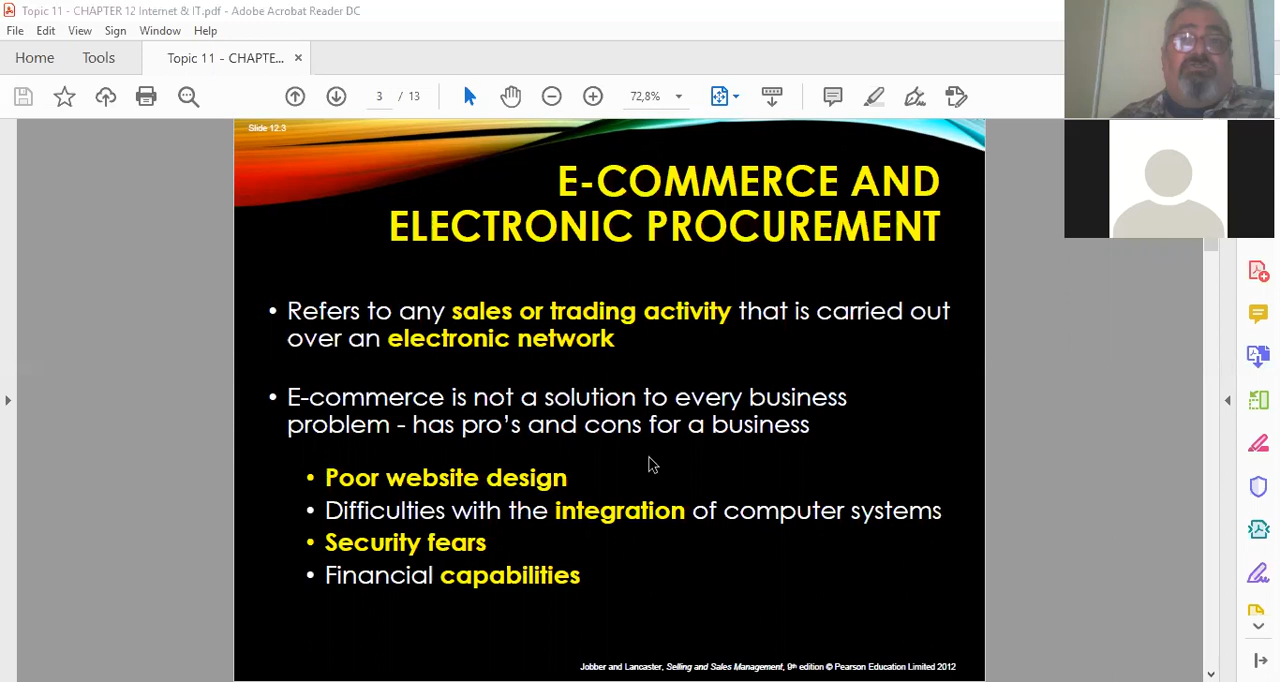 Topic 11 - CHAPTER 12 Internet & IT.pdf - Adobe Acrobat Reader DC
File Edit View Sign Window Help
Home Tools Topic 11 - CHAPTE... ×
3 / 13 72,8%
Slide 12.3
E-COMMERCE AND
ELECTRONIC PROCUREMENT
• Refers to any sales or trading activity that is carried out
over an electronic network
• E-commerce is not a solution to every business
problem - has pro's and cons for a business
• Poor website design
• Difficulties with the integration of computer systems
• Security fears
• Financial capabilities
Jobber and Lancaster, Selling and Sales Management, 9th edition © Pearson Education Limited 2012